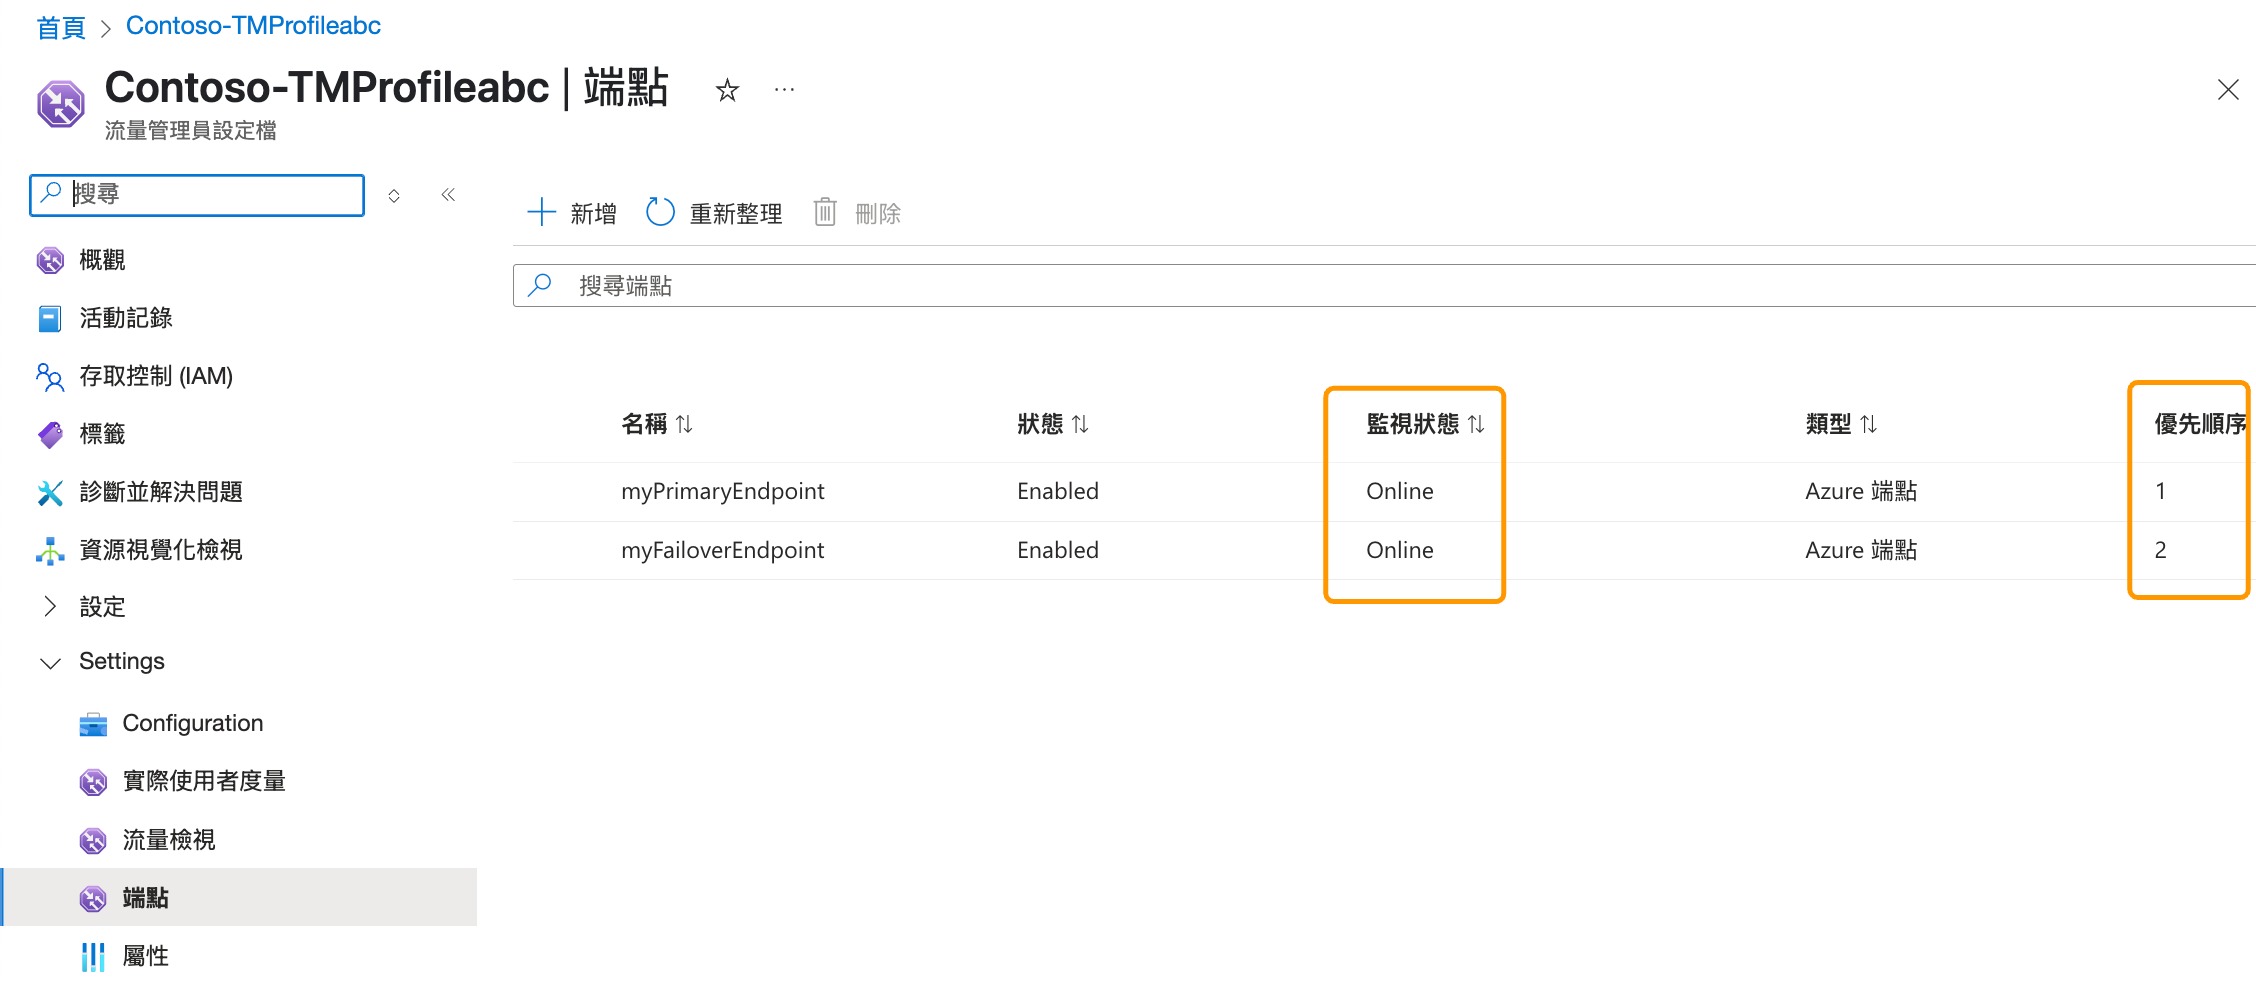 首頁 > Contoso-TMProfileabc
Contoso-TMProfileabc | 端點 ☆ ...
流量管理員設定檔
搜尋
概觀
活動記錄
存取控制 (IAM)
標籤
診斷並解決問題
資源視覺化檢視
設定
Settings
Configuration
實際使用者度量
流量檢視
端點
屬性
新增 重新整理 刪除
搜尋端點
名稱 狀態 監視狀態 類型 優先順序
myPrimaryEndpoint Enabled Online Azure 端點 1
myFailoverEndpoint Enabled Online Azure 端點 2